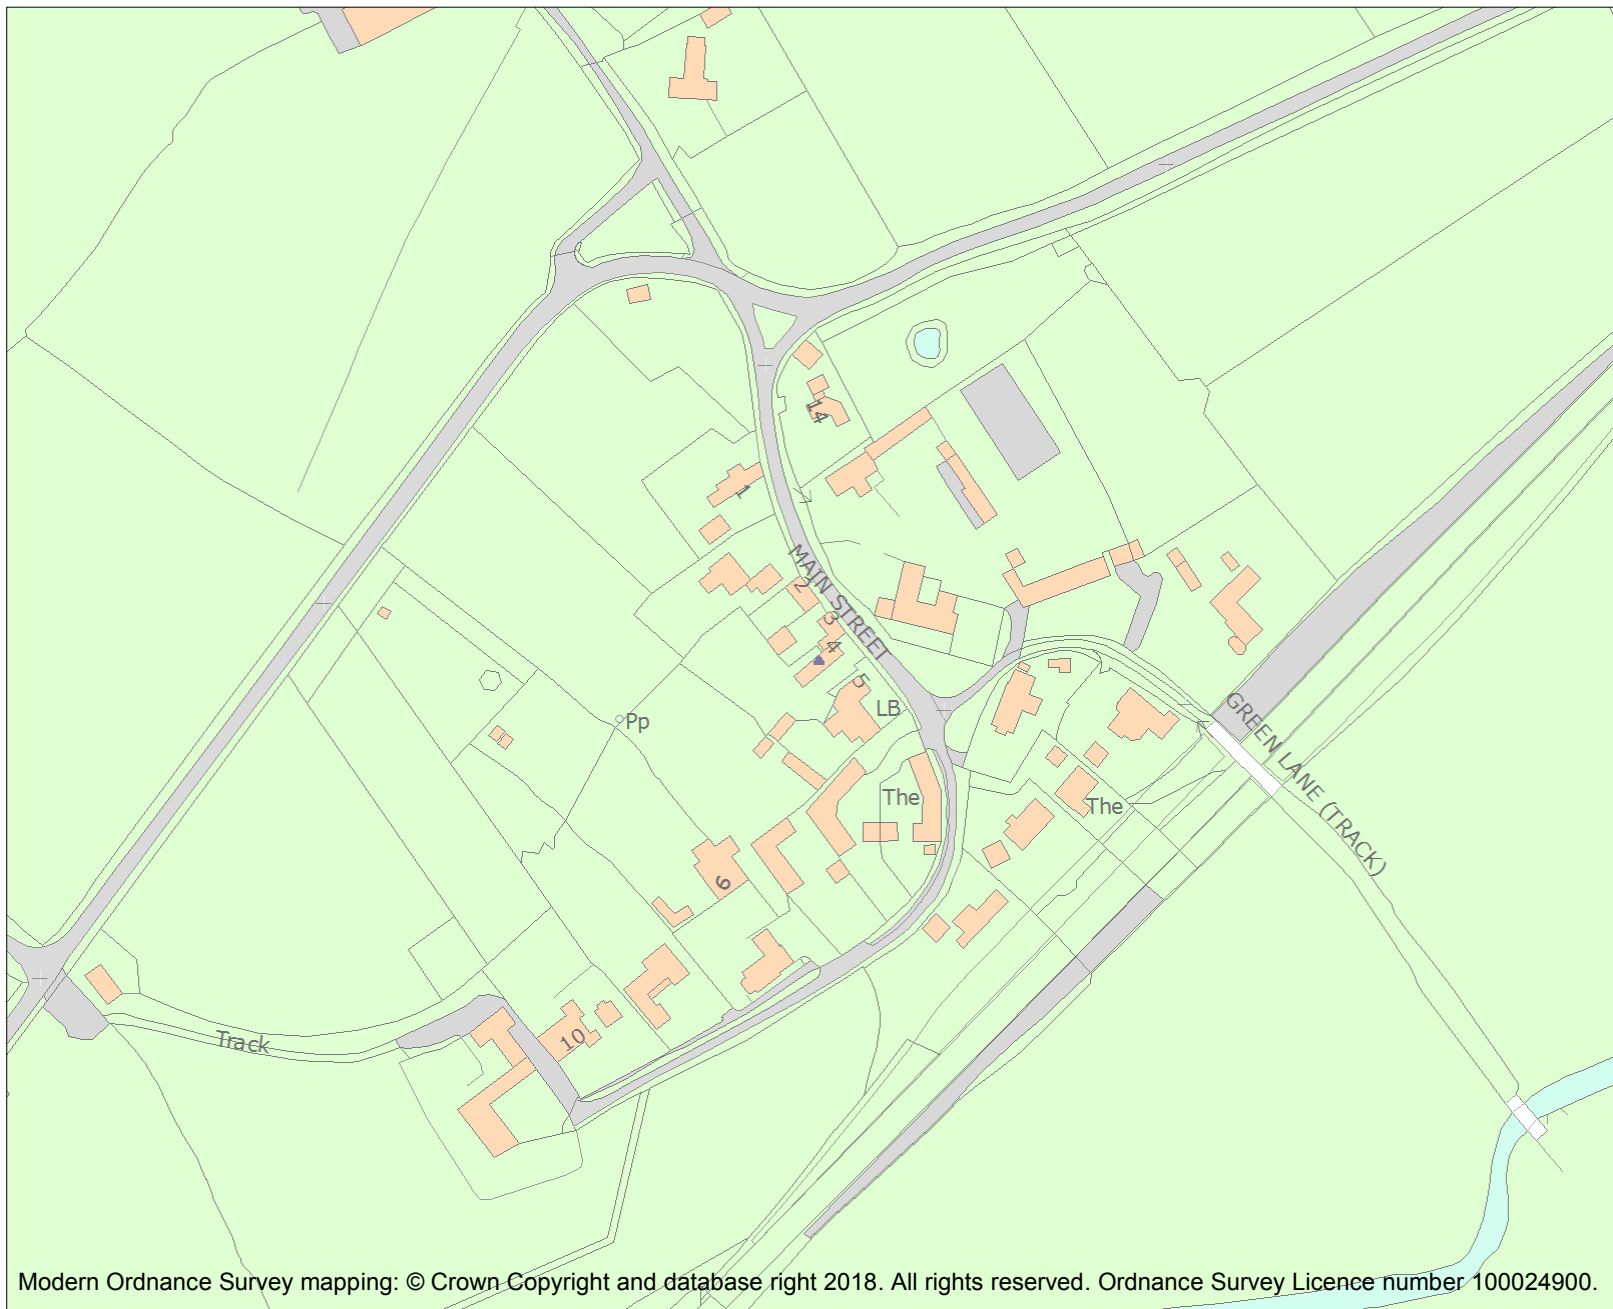 14
1
MAIN STREET
2
3
4
5
LB
Pp
GREEN LANE (TRACK)
The
The
6
Track
10
Modern Ordnance Survey mapping: © Crown Copyright and database right 2018. All rights reserved. Ordnance Survey Licence number 100024900.